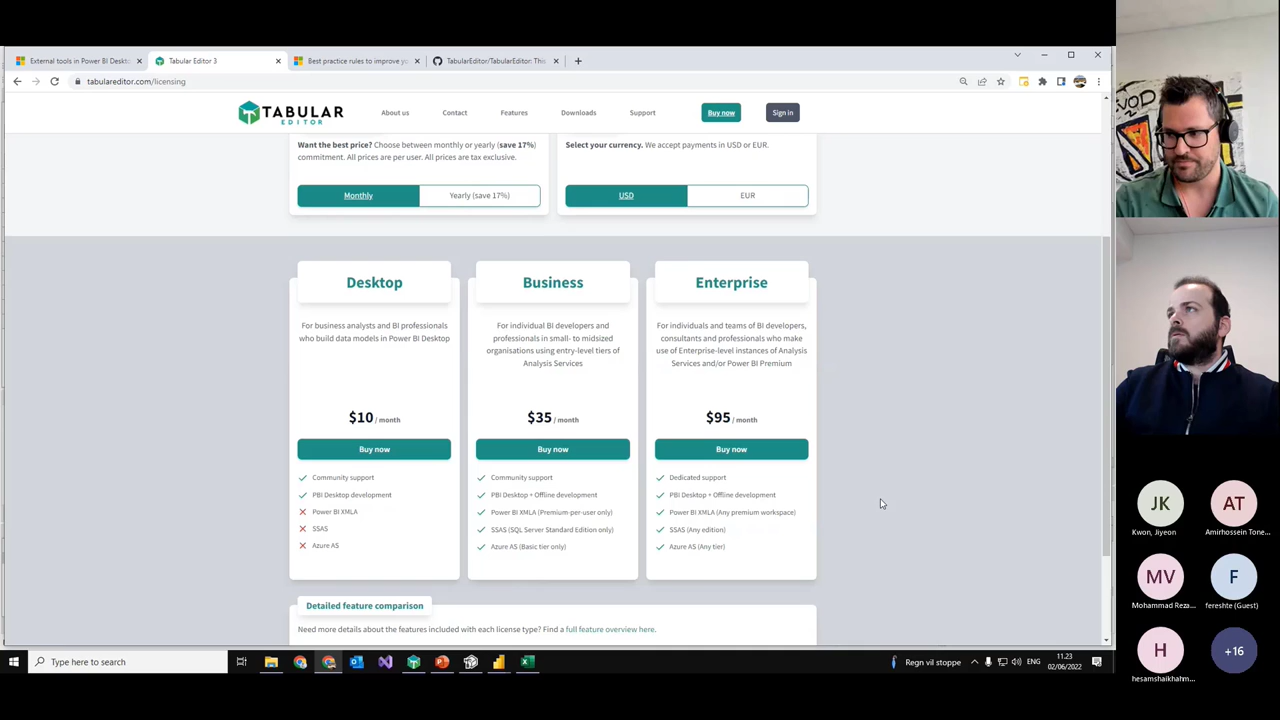 External tools in Power BI Deskto
Tabular Editor 3
Best practice rules to improve yo
TabularEditor/TabularEditor: This
tabulareditor.com/licensing
TABULAR
EDITOR
About us
Contact
Features
Downloads
Support
Buy now
Sign in
Want the best price? Choose between monthly or yearly (save 17%)
commitment. All prices are per user. All prices are tax exclusive.
Select your currency. We accept payments in USD or EUR.
Monthly
Yearly (save 17%)
USD
EUR
Desktop
For business analysts and BI professionals
who build data models in Power BI Desktop
$10 / month
Buy now
Community support
PBI Desktop development
Power BI XMLA
SSAS
Azure AS
Business
For individual BI developers and
professionals in small- to midsized
organisations using entry-level tiers of
Analysis Services
$35 / month
Buy now
Community support
PBI Desktop + Offline development
Power BI XMLA (Premium-per-user only)
SSAS (SQL Server Standard Edition only)
Azure AS (Basic tier only)
Enterprise
For individuals and teams of BI developers,
consultants and professionals who make
use of Enterprise-level instances of Analysis
Services and/or Power BI Premium
$95 / month
Buy now
Dedicated support
PBI Desktop + Offline development
Power BI XMLA (Any premium workspace)
SSAS (Any edition)
Azure AS (Any tier)
Detailed feature comparison
Need more details about the features included with each license type? Find a full feature overview here.
Type here to search
Regn vil stoppe
ENG
11.23
02/06/2022
JK
Kwon, Jiyeon
AT
Amirhossein Tone...
MV
Mohammad Reza...
F
fereshte (Guest)
H
hesamshaikhahm...
+16